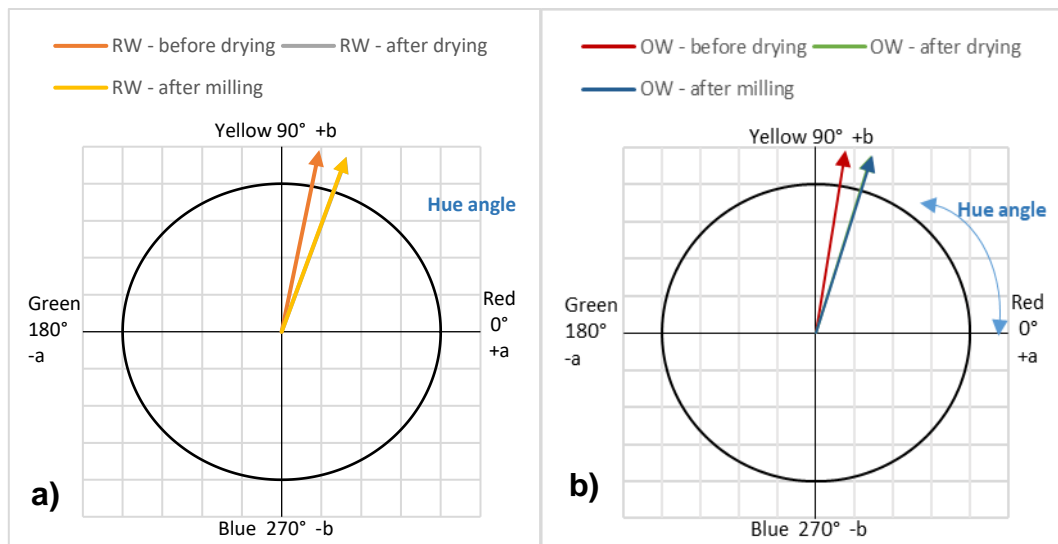 RW - before drying RW - after drying
RW - after milling
Yellow 90° +b
Hue angle
Green
180°
-a
Red
0°
+a
a)
Blue 270° -b
OW - before drying OW - after drying
OW - after milling
Yellow 90° +b
Hue angle
Green
180°
-a
Red
0°
+a
b)
Blue 270° -b